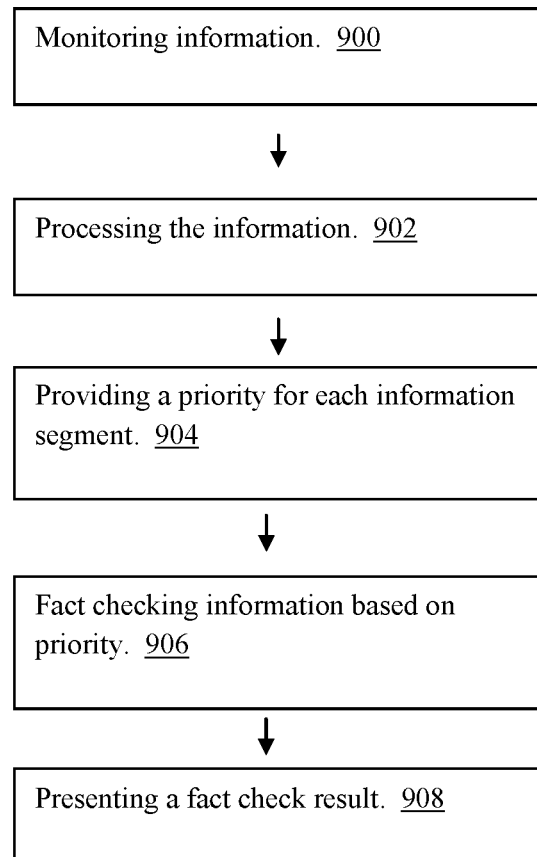 Monitoring information. 900
Processing the information. 902
Providing a priority for each information
segment. 904
Fact checking information based on
priority. 906
Presenting a fact check result. 908